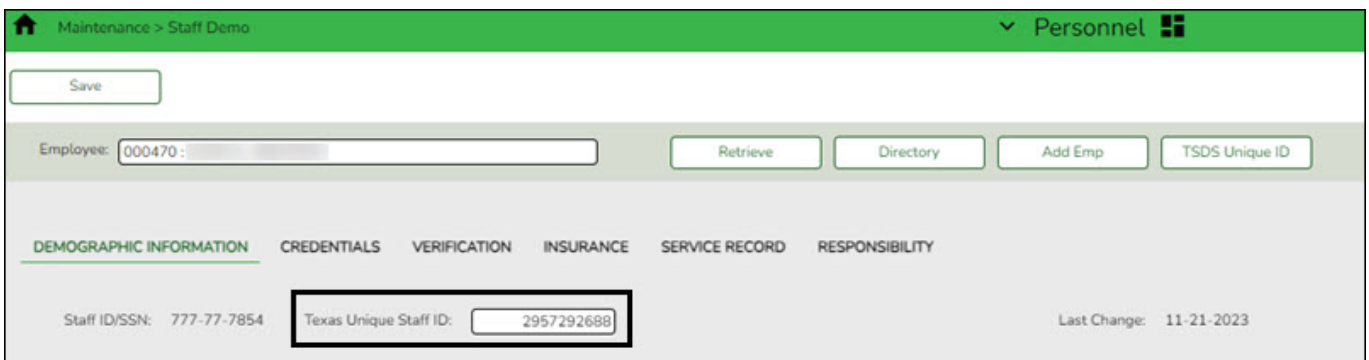 Maintenance > Staff Demo Personnel
Save
Employee: 000470 : Retrieve Directory Add Emp TSDS Unique ID
DEMOGRAPHIC INFORMATION CREDENTIALS VERIFICATION INSURANCE SERVICE RECORD RESPONSIBILITY
Staff ID/SSN: 777-77-7854 Texas Unique Staff ID: 2957292688 Last Change: 11-21-2023